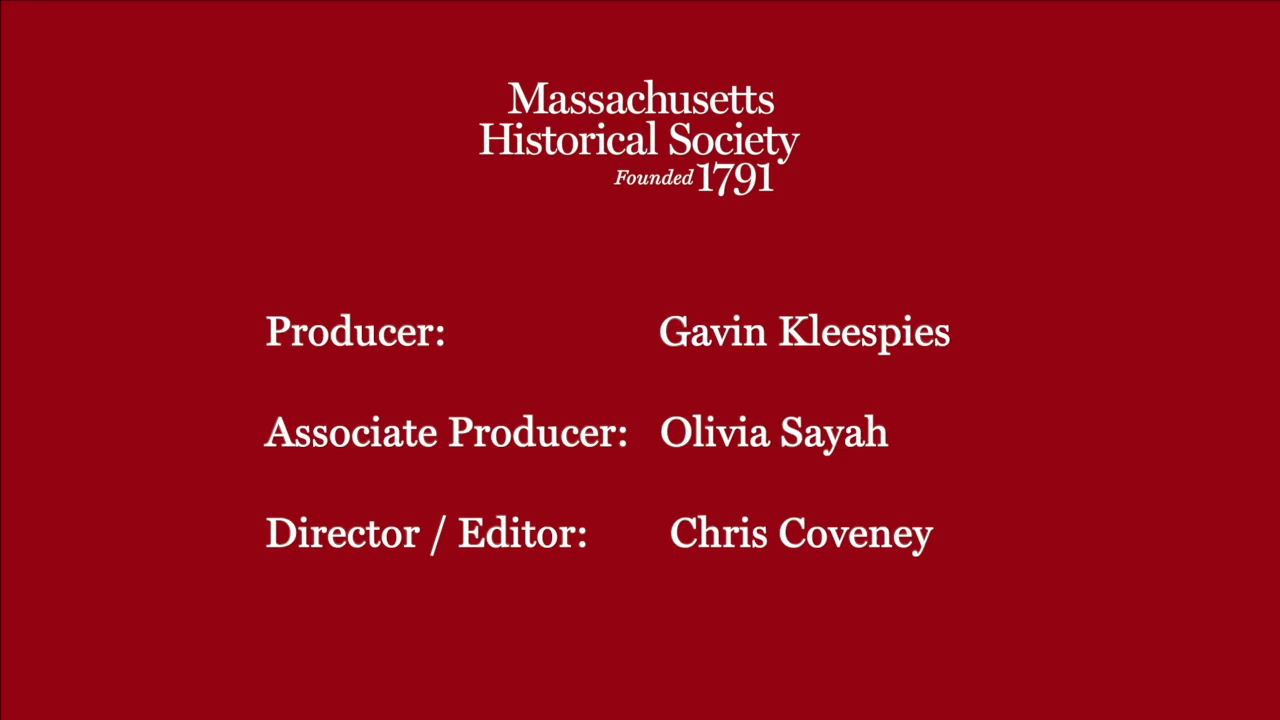 Massachusetts
Historical Society
Founded 1791
Producer: Gavin Kleespies
Associate Producer: Olivia Sayah
Director / Editor: Chris Coveney